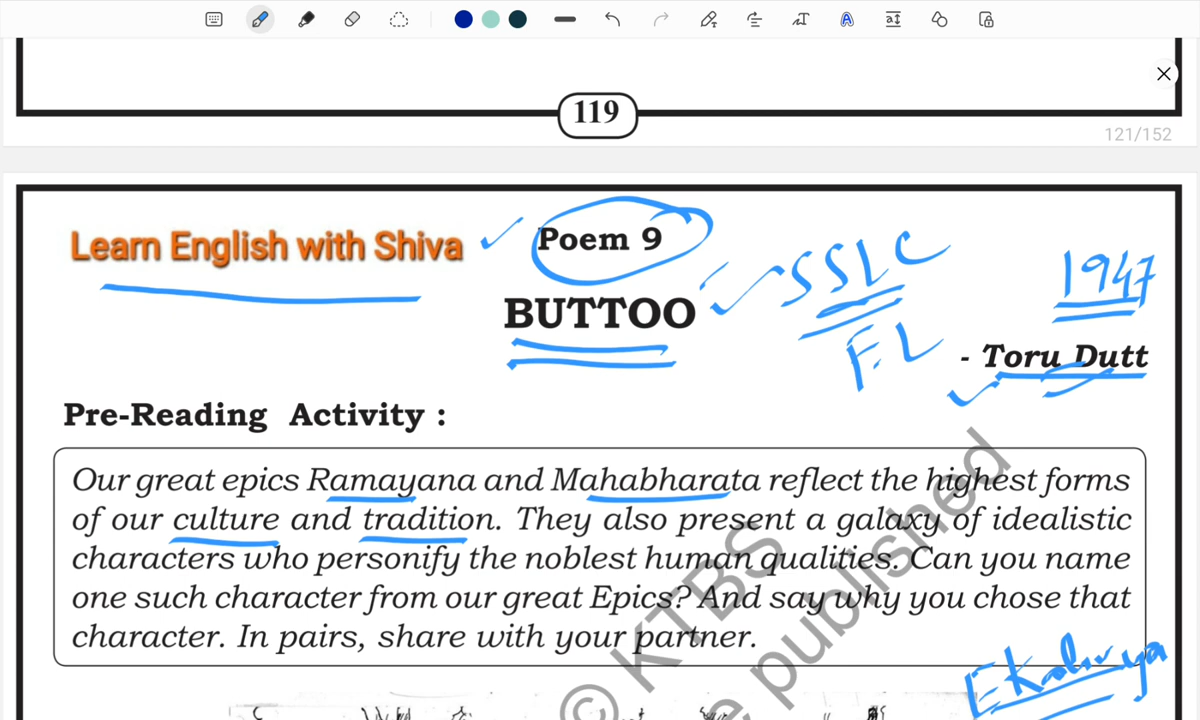 119
121/152
Learn English with Shiva
Poem 9
BUTTOO
SSLC
F.L
1947
- Toru Dutt
Pre-Reading Activity :
Our great epics Ramayana and Mahabharata reflect the highest forms
of our culture and tradition. They also present a galaxy of idealistic
characters who personify the noblest human qualities. Can you name
one such character from our great Epics? And say why you chose that
character. In pairs, share with your partner.
© KTBS
published